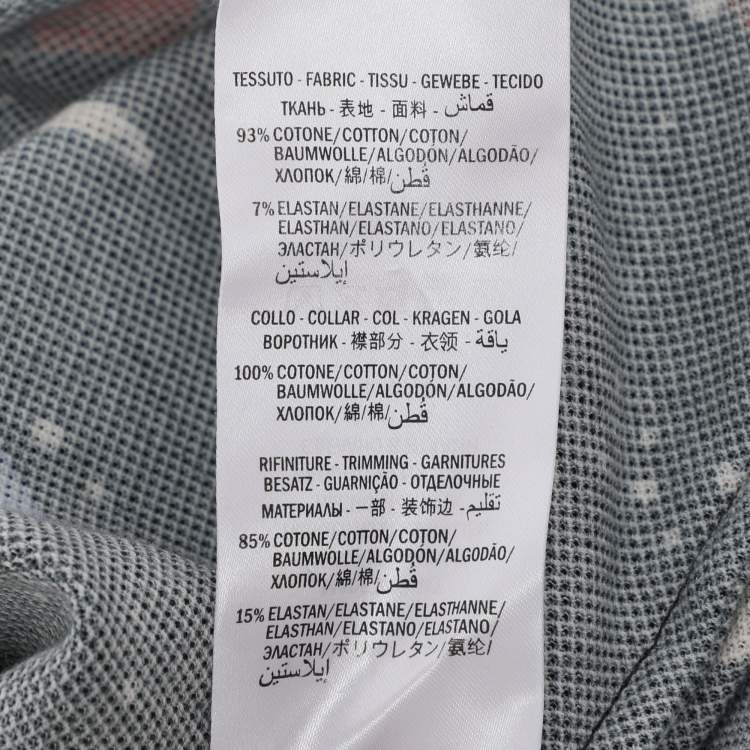 TESSUTO - FABRIC - TISSU - GEWEBE - TECIDO
ТКАНЬ - 表地 - 面料 - قماش
93% COTONE/COTTON/COTON/
BAUMWOLLE/ALGODÓN/ALGODÃO/
ХЛОПОК/綿/棉/قُطن
7% ELASTAN/ELASTANE/ELASTHANNE/
ELASTHAN/ELASTANO/ELASTANO/
ЭЛАСТАН/ポリウレタン/氨纶/
إيلاستين
COLLO - COLLAR - COL - KRAGEN - GOLA
ВОРОТНИК - 襟部分 - 衣领 - ياقة
100% COTONE/COTTON/COTON/
BAUMWOLLE/ALGODÓN/ALGODÃO/
ХЛОПОК/綿/棉/قُطن
RIFINITURE - TRIMMING - GARNITURES
BESATZ - GUARNIÇÃO - ОТДЕЛОЧНЫЕ
МАТЕРИАЛЫ - 一部 - 装饰边 - تقليم
85% COTONE/COTTON/COTON/
BAUMWOLLE/ALGODÓN/ALGODÃO/
ХЛОПОК/綿/棉/قُطن
15% ELASTAN/ELASTANE/ELASTHANNE/
ELASTHAN/ELASTANO/ELASTANO/
ЭЛАСТАН/ポリウレタン/氨纶/
إيلاستين